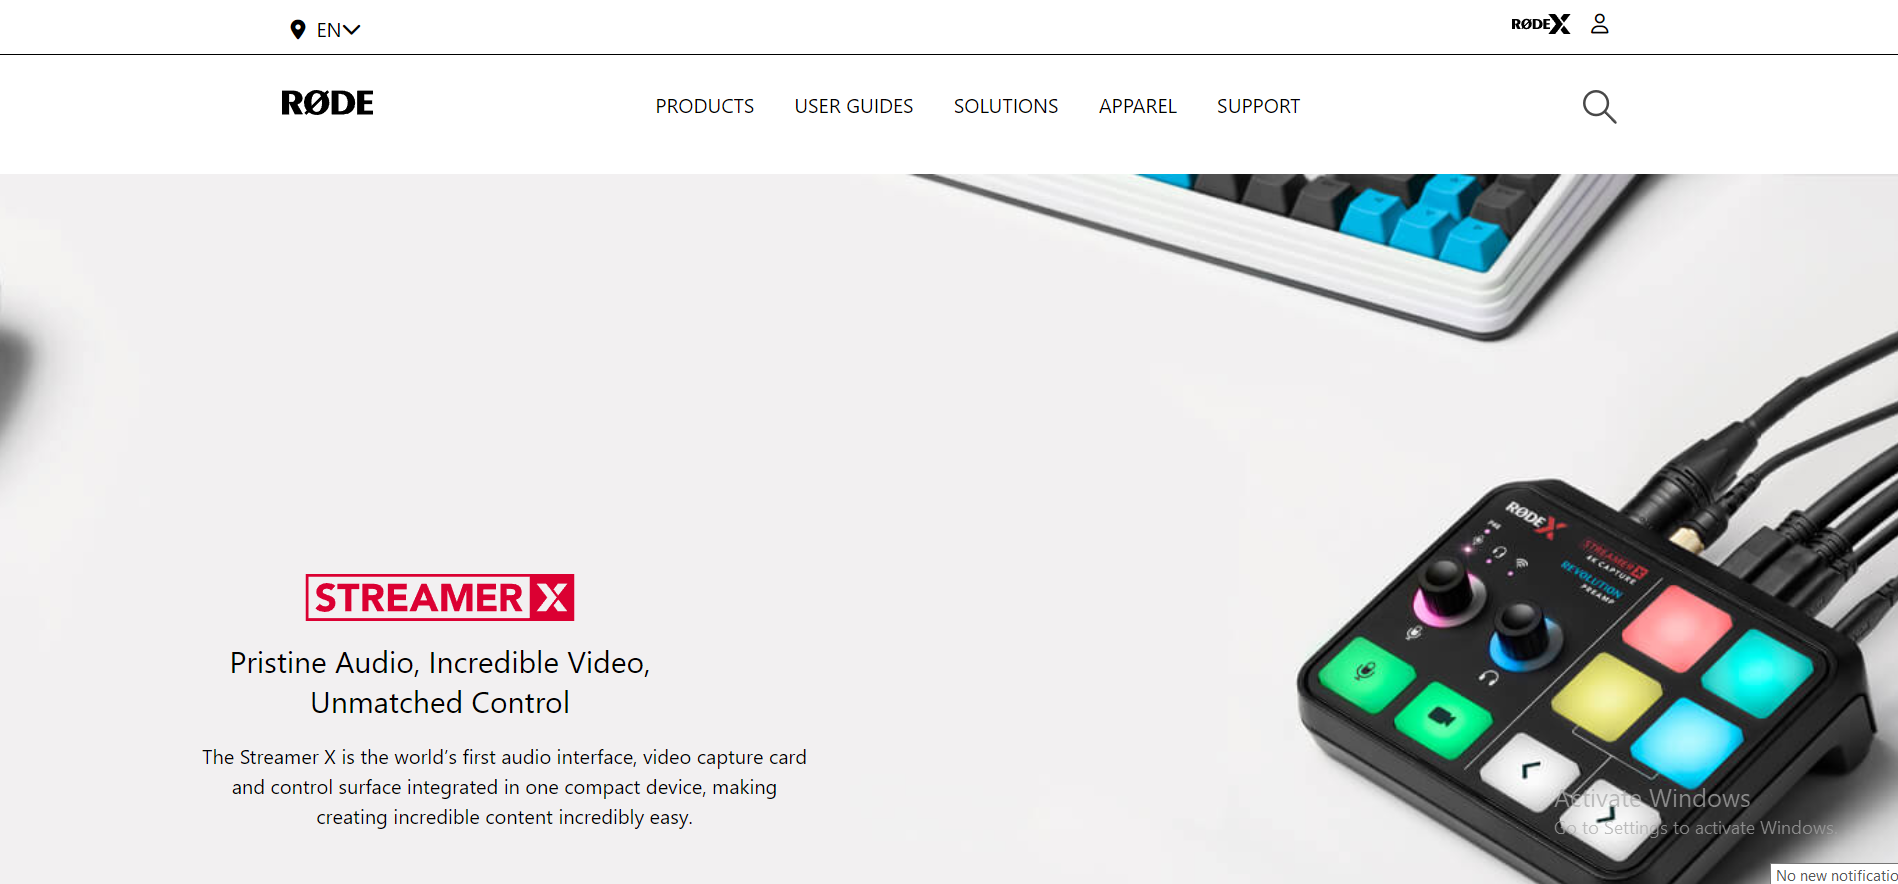 EN
RØDEX
RØDE
PRODUCTS USER GUIDES SOLUTIONS APPAREL SUPPORT
STREAMER X
Pristine Audio, Incredible Video,
Unmatched Control
The Streamer X is the world’s first audio interface, video capture card
and control surface integrated in one compact device, making
creating incredible content incredibly easy.
RØDEX
STREAMER X
4K CAPTURE
REVOLUTION
PREAMP
Activate Windows
Go to Settings to activate Windows.
No new notificatio